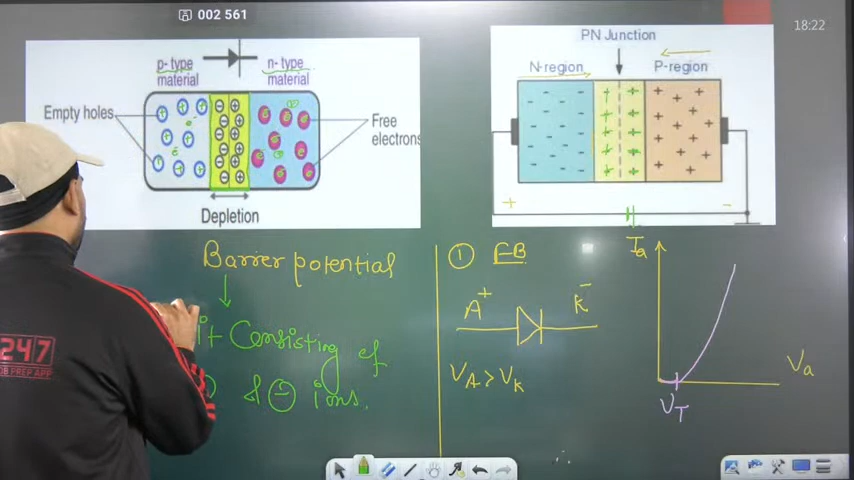 002 561
18:22
p- type
material
n- type
material
Empty holes
Free
electrons
Depletion
PN Junction
N-region
P-region
+
-
Barrier potential
it Consisting of
& ⊖ ions.
① FB
A+
K-
VA > VK
Ia
Va
VT
247